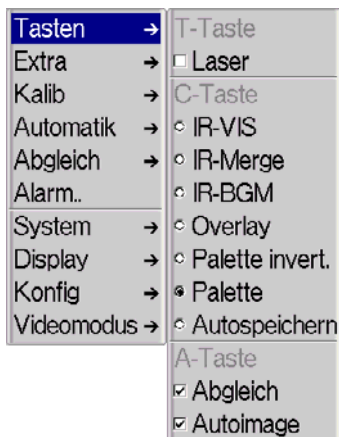 Tasten
Extra
Kalib
Automatik
Abgleich
Alarm..
System
Display
Konfig
Videomodus
T-Taste
Laser
C-Taste
IR-VIS
IR-Merge
IR-BGM
Overlay
Palette invert.
Palette
Autospeichern
A-Taste
Abgleich
Autoimage